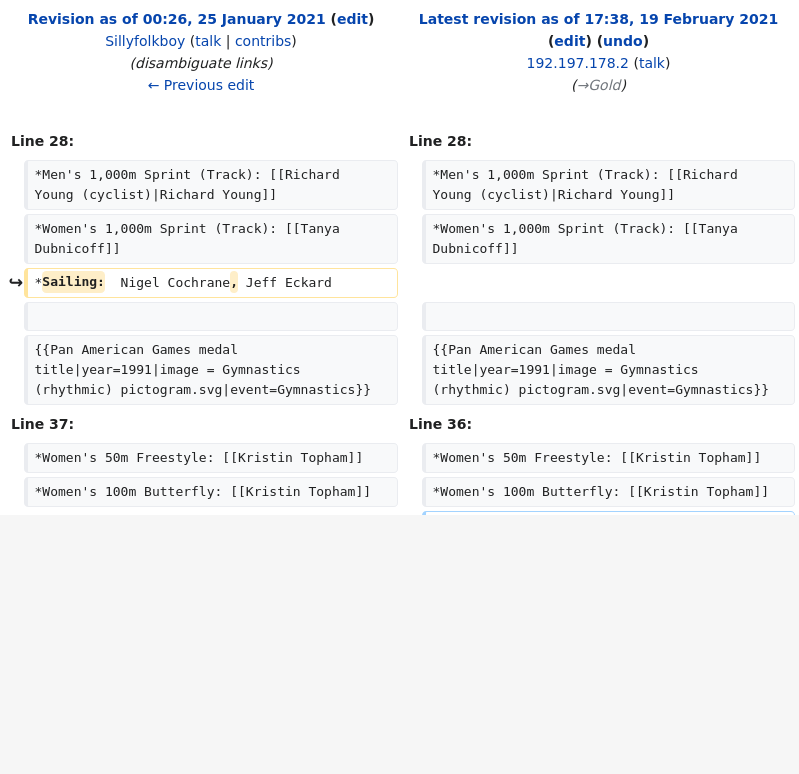 Revision as of 00:26, 25 January 2021 (edit)
Sillyfolkboy (talk | contribs)
(disambiguate links)
← Previous edit
Latest revision as of 17:38, 19 February 2021
(edit) (undo)
192.197.178.2 (talk)
(→Gold)
Line 28:
Line 28:
*Men's 1,000m Sprint (Track): [[Richard
Young (cyclist)|Richard Young]]
*Men's 1,000m Sprint (Track): [[Richard
Young (cyclist)|Richard Young]]
*Women's 1,000m Sprint (Track): [[Tanya
Dubnicoff]]
*Women's 1,000m Sprint (Track): [[Tanya
Dubnicoff]]
*Sailing:  Nigel Cochrane, Jeff Eckard
{{Pan American Games medal
title|year=1991|image = Gymnastics
(rhythmic) pictogram.svg|event=Gymnastics}}
{{Pan American Games medal
title|year=1991|image = Gymnastics
(rhythmic) pictogram.svg|event=Gymnastics}}
Line 37:
Line 36:
*Women's 50m Freestyle: [[Kristin Topham]]
*Women's 50m Freestyle: [[Kristin Topham]]
*Women's 100m Butterfly: [[Kristin Topham]]
*Women's 100m Butterfly: [[Kristin Topham]]